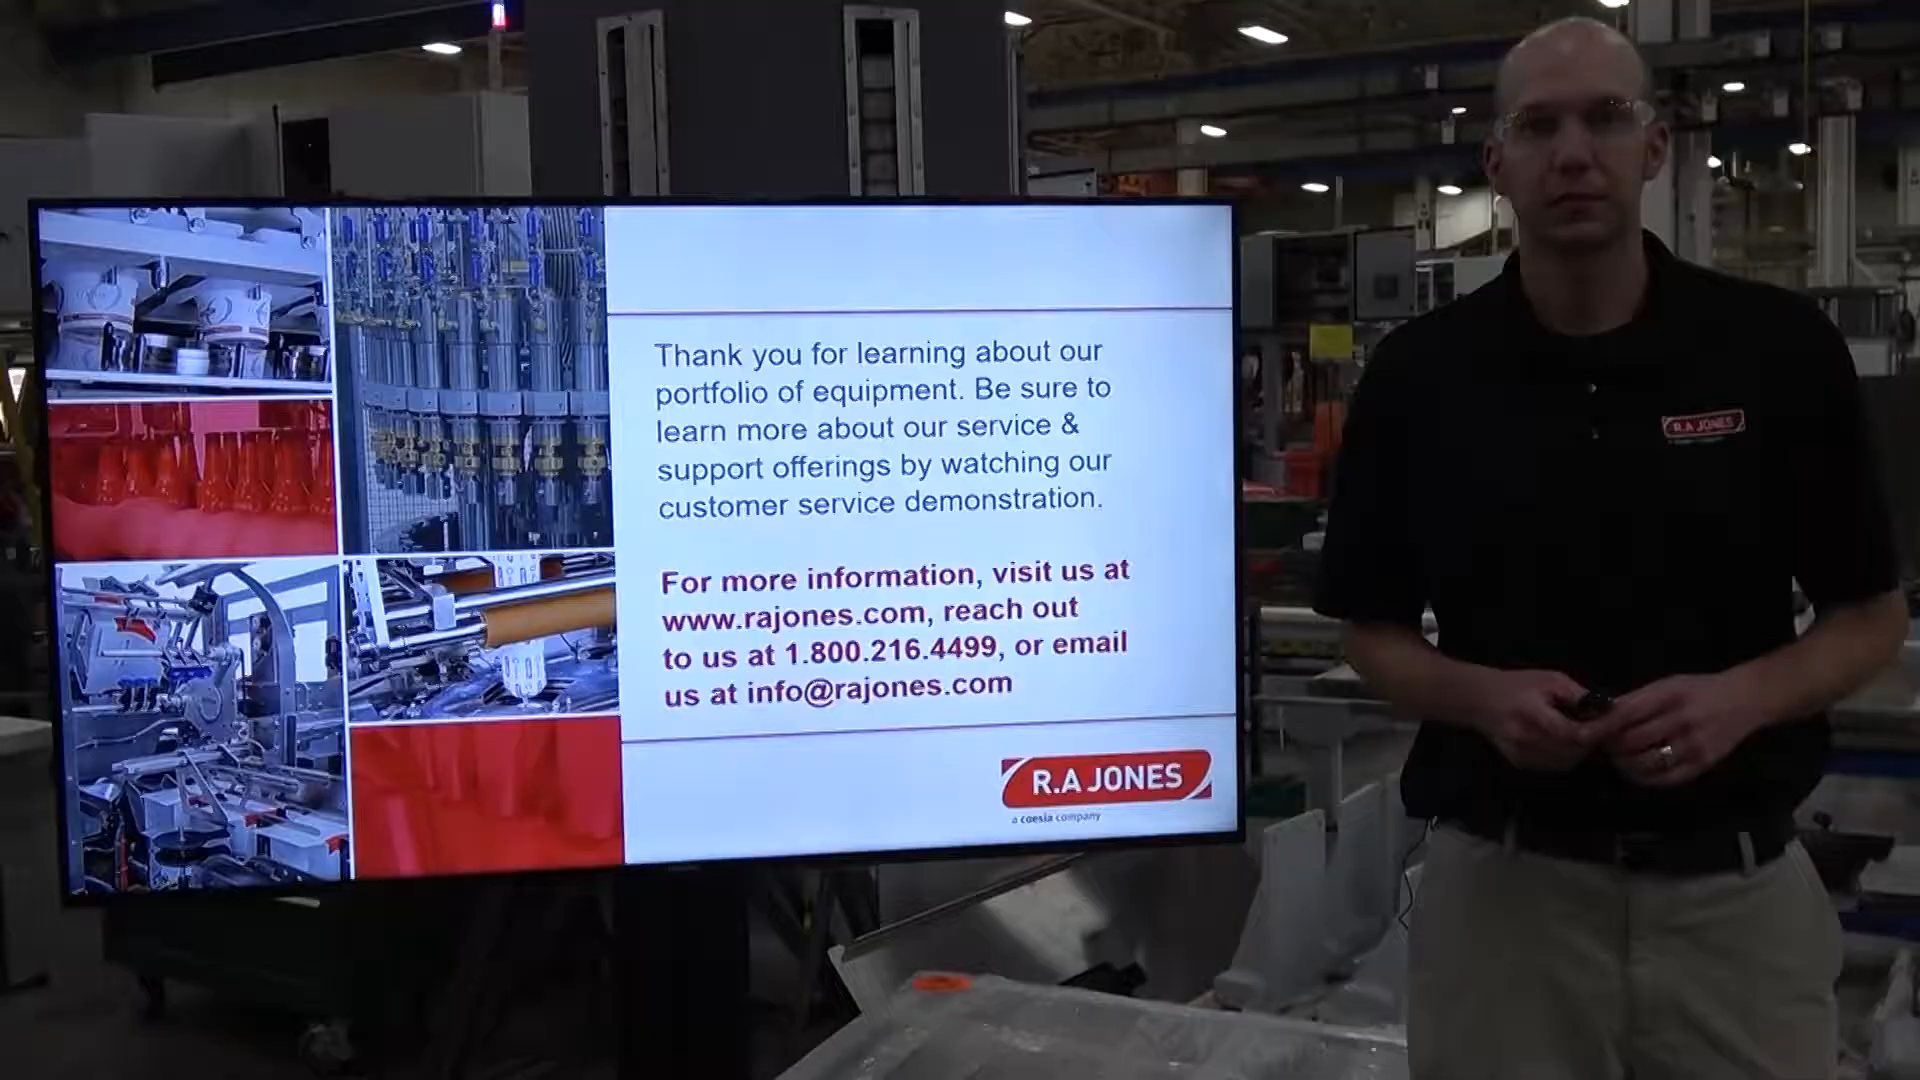 Thank you for learning about our
portfolio of equipment. Be sure to
learn more about our service &
support offerings by watching our
customer service demonstration.
For more information, visit us at
www.rajones.com, reach out
to us at 1.800.216.4499, or email
us at info@rajones.com
R.A JONES
a coesia company
R.A JONES